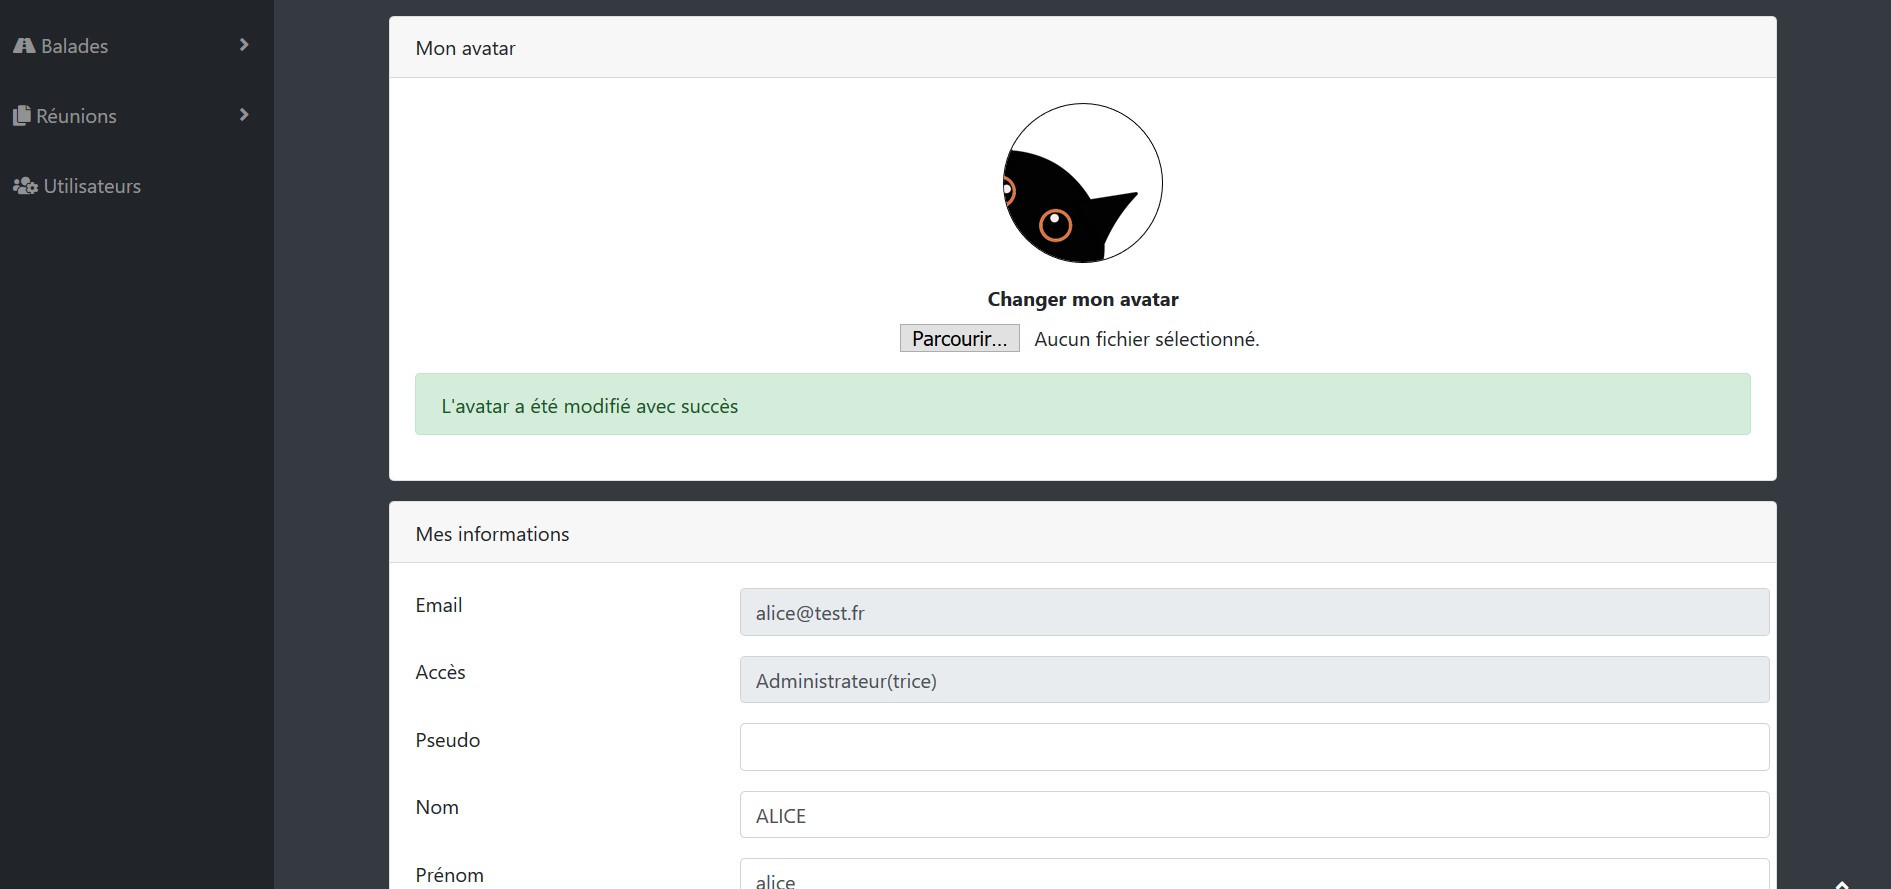 Balades
Réunions
Utilisateurs
Mon avatar
Changer mon avatar
Parcourir... Aucun fichier sélectionné.
L'avatar a été modifié avec succès
Mes informations
Email alice@test.fr
Accès Administrateur(trice)
Pseudo
Nom ALICE
Prénom alice